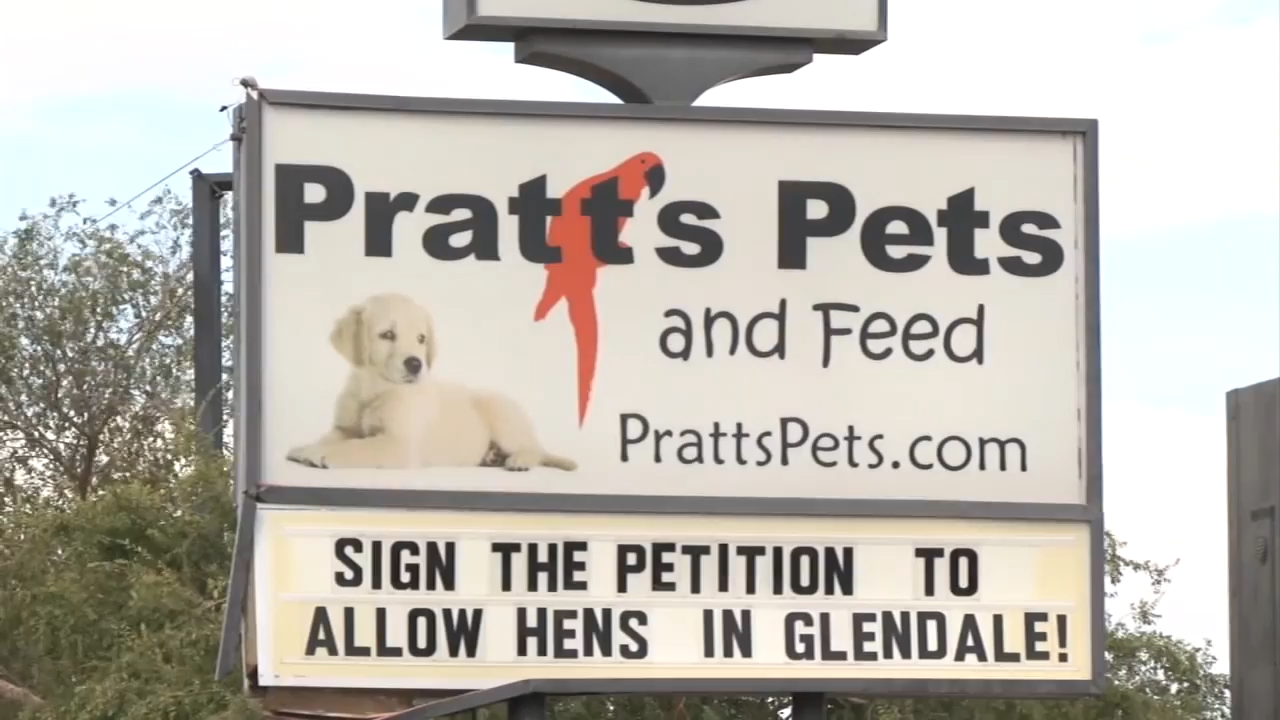 Pratt's Pets
and Feed
PrattsPets.com
SIGN THE PETITION TO
ALLOW HENS IN GLENDALE!